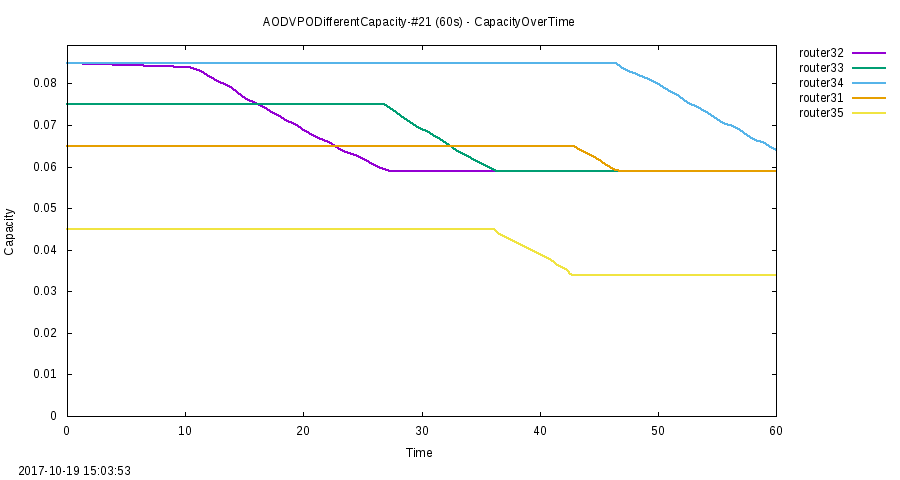 AODVPODifferentCapacity-#21 (60s) - CapacityOverTime
router32
router33
router34
router31
router35
0.08
0.07
0.06
0.05
0.04
0.03
0.02
0.01
0
Capacity
0 10 20 30 40 50 60
Time
2017-10-19 15:03:53